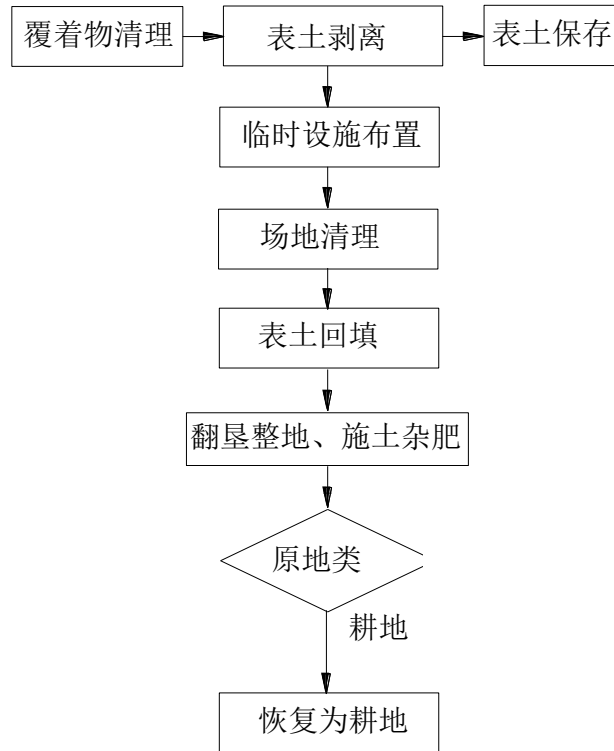 覆着物清理
表土剥离
表土保存
临时设施布置
场地清理
表土回填
翻垦整地、施土杂肥
原地类
耕地
恢复为耕地